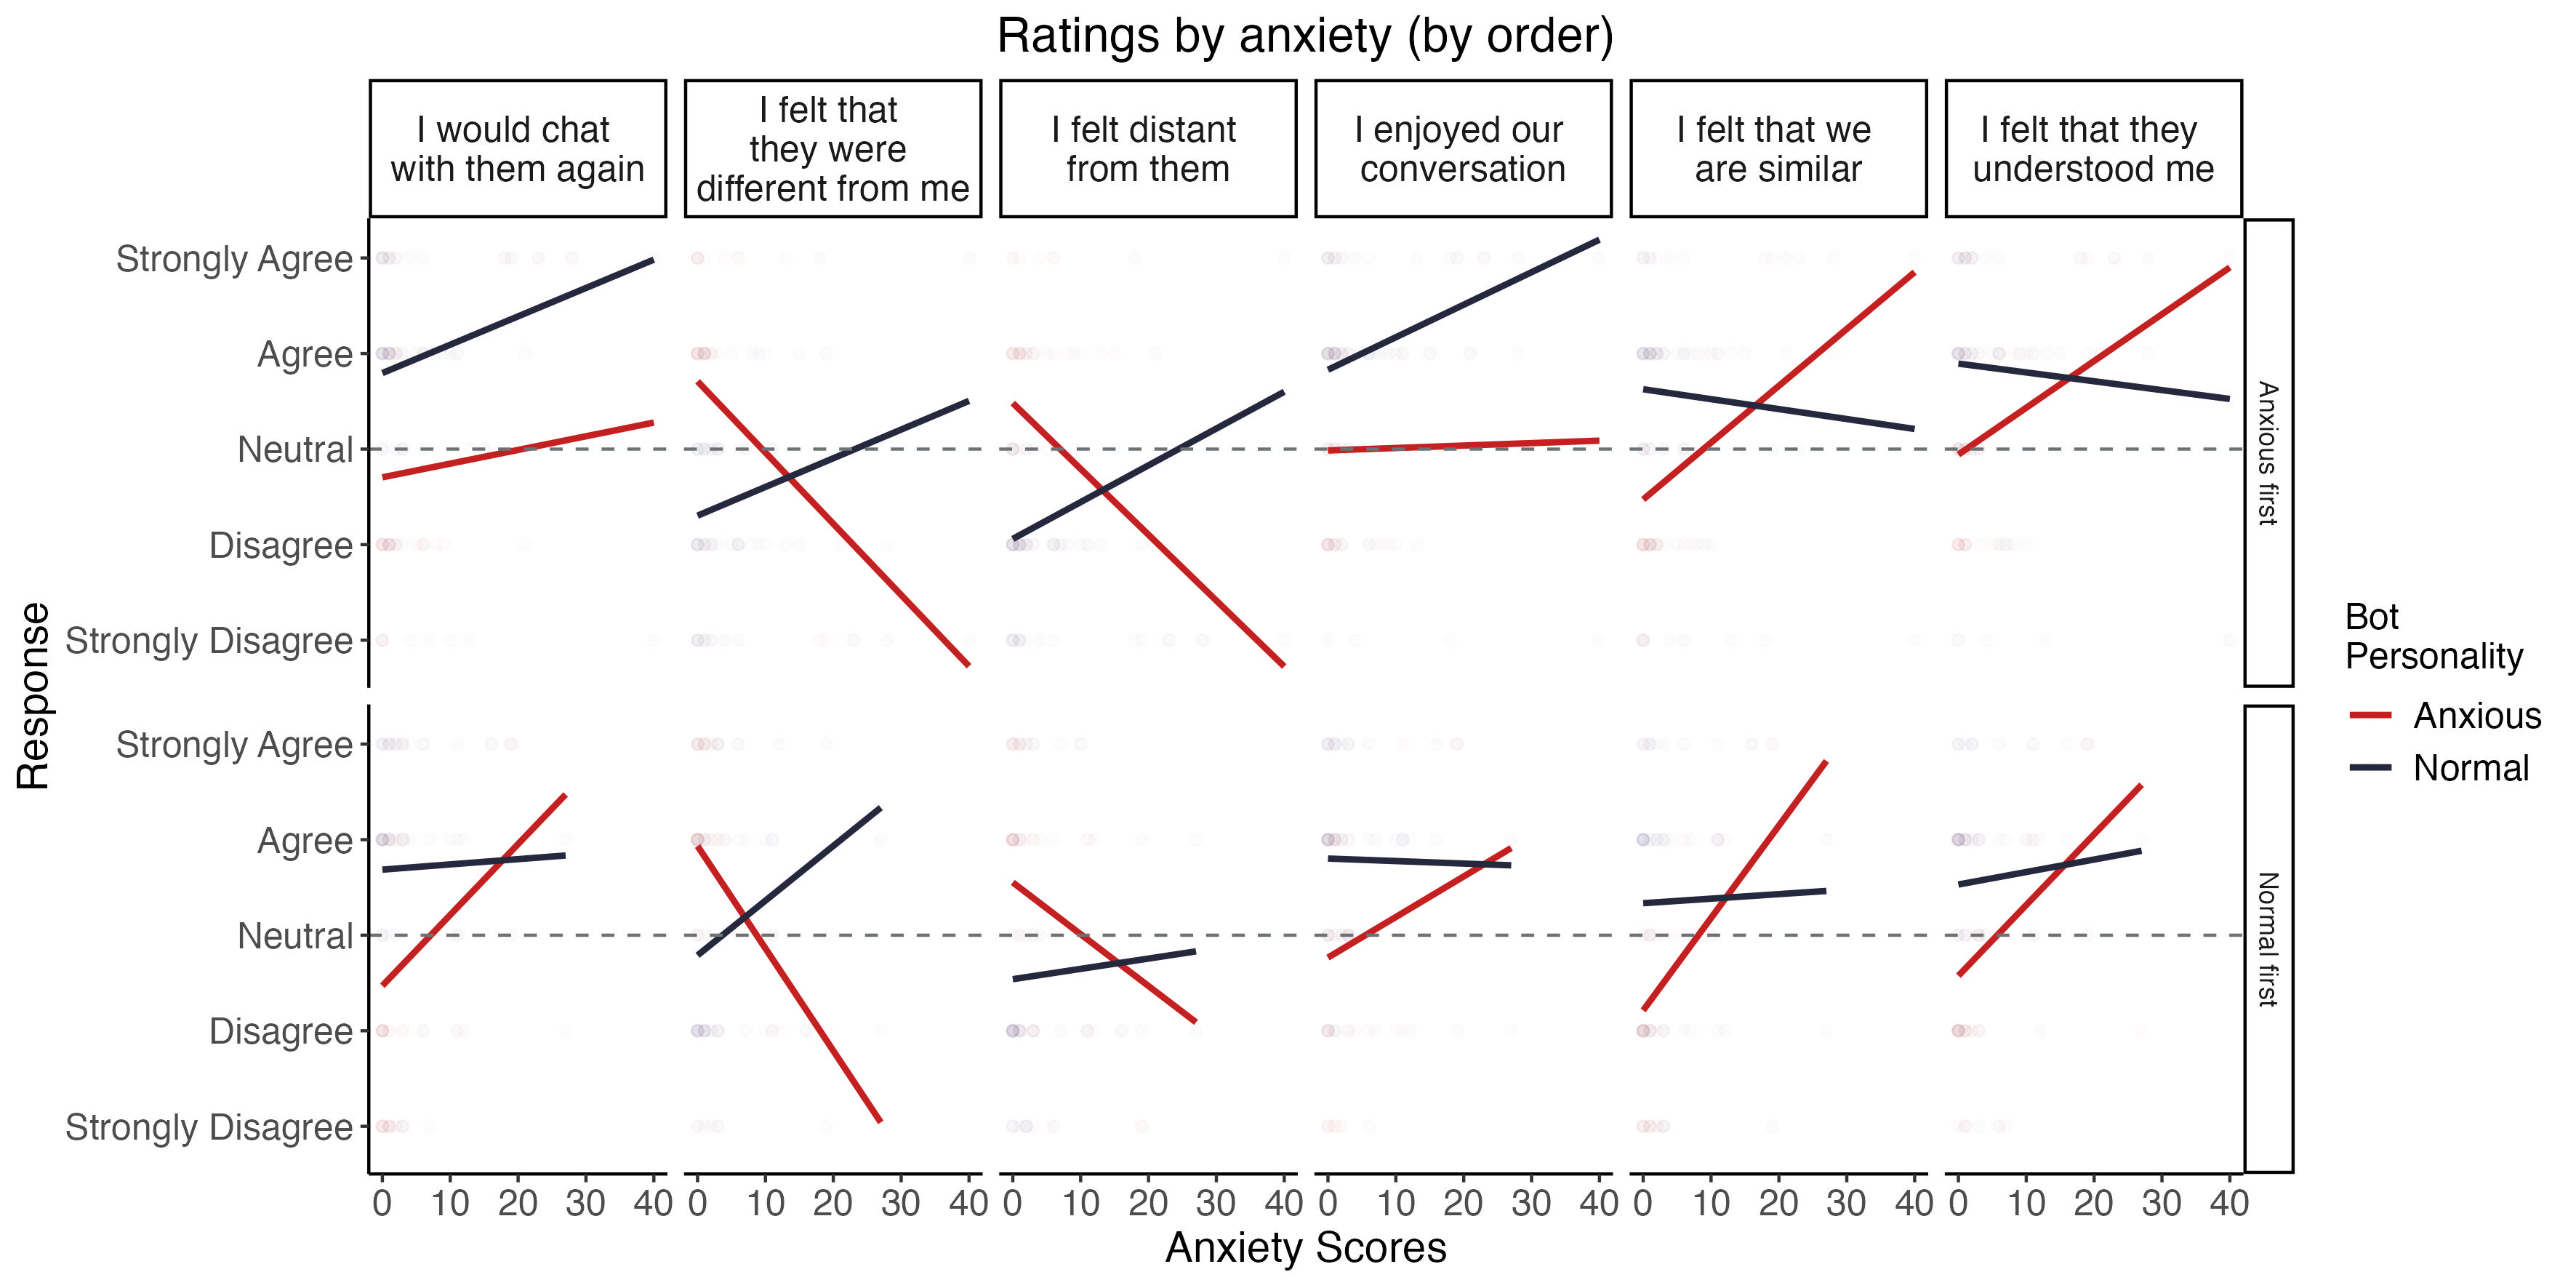 Ratings by anxiety (by order)
I would chat
with them again
I felt that
they were
different from me
I felt distant
from them
I enjoyed our
conversation
I felt that we
are similar
I felt that they
understood me
Response
Strongly Agree
Agree
Neutral
Disagree
Strongly Disagree
Anxious first
Strongly Agree
Agree
Neutral
Disagree
Strongly Disagree
Normal first
0 10 20 30 40 0 10 20 30 40 0 10 20 30 40 0 10 20 30 40 0 10 20 30 40 0 10 20 30 40
Anxiety Scores
Bot
Personality
Anxious
Normal